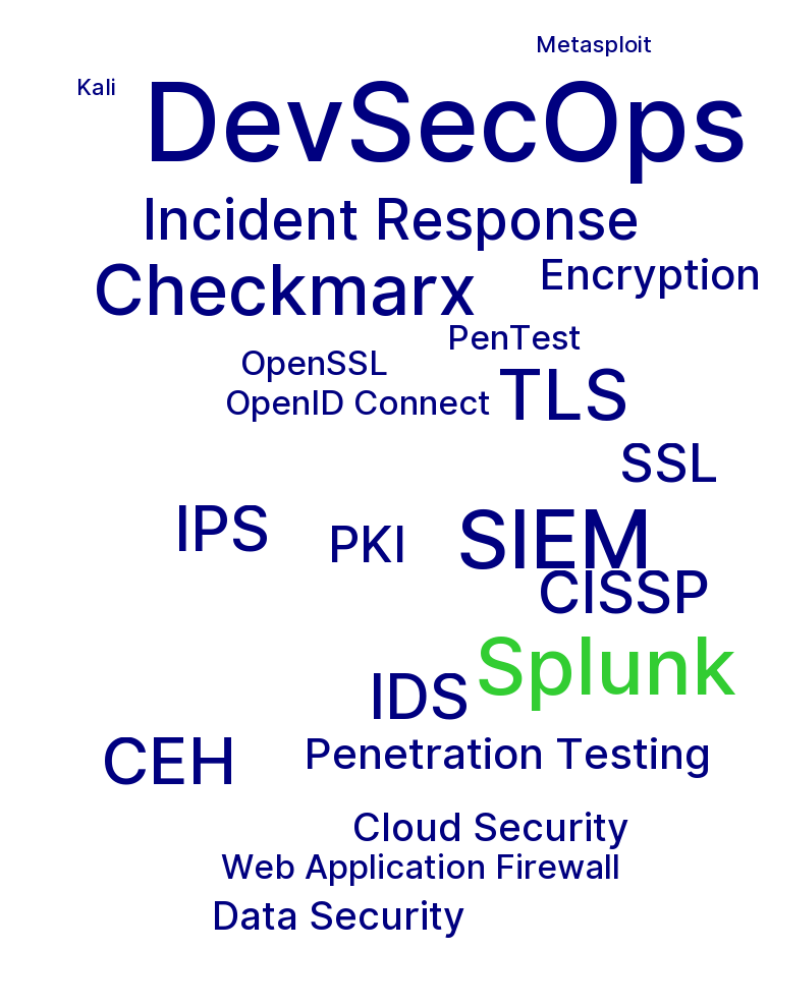 Metasploit
Kali
DevSecOps
Incident Response
Encryption
Checkmarx
PenTest
OpenSSL
TLS
OpenID Connect
SSL
IPS
PKI
SIEM
CISSP
Splunk
IDS
Penetration Testing
CEH
Cloud Security
Web Application Firewall
Data Security